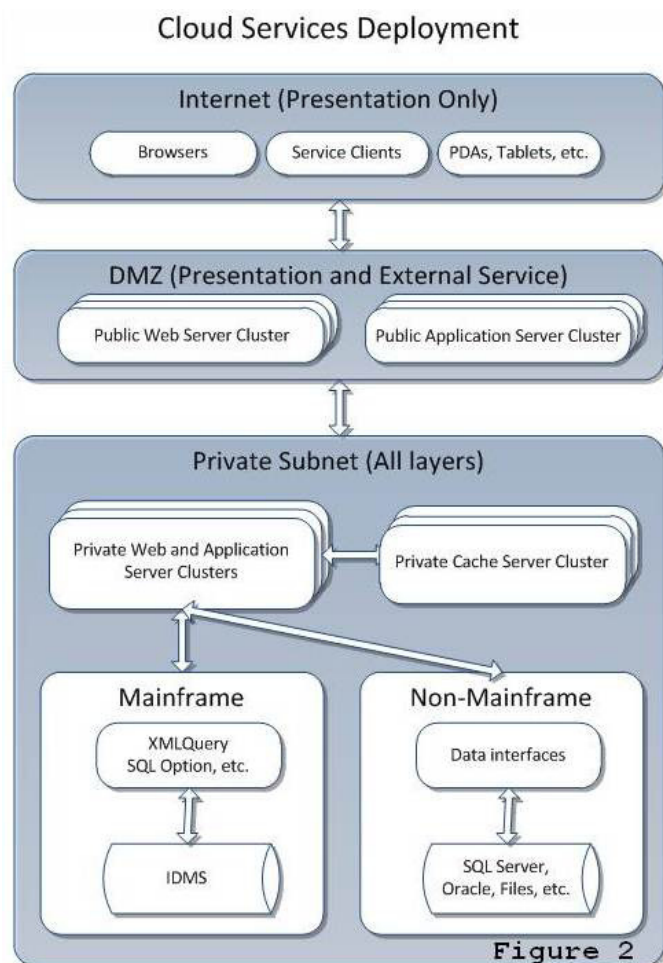 Cloud Services Deployment
Internet (Presentation Only)
Browsers
Service Clients
PDAs, Tablets, etc.
DMZ (Presentation and External Service)
Public Web Server Cluster
Public Application Server Cluster
Private Subnet (All layers)
Private Web and Application
Server Clusters
Private Cache Server Cluster
Mainframe
XMLQuery
SQL Option, etc.
IDMS
Non-Mainframe
Data interfaces
SQL Server,
Oracle, Files, etc.
Figure 2